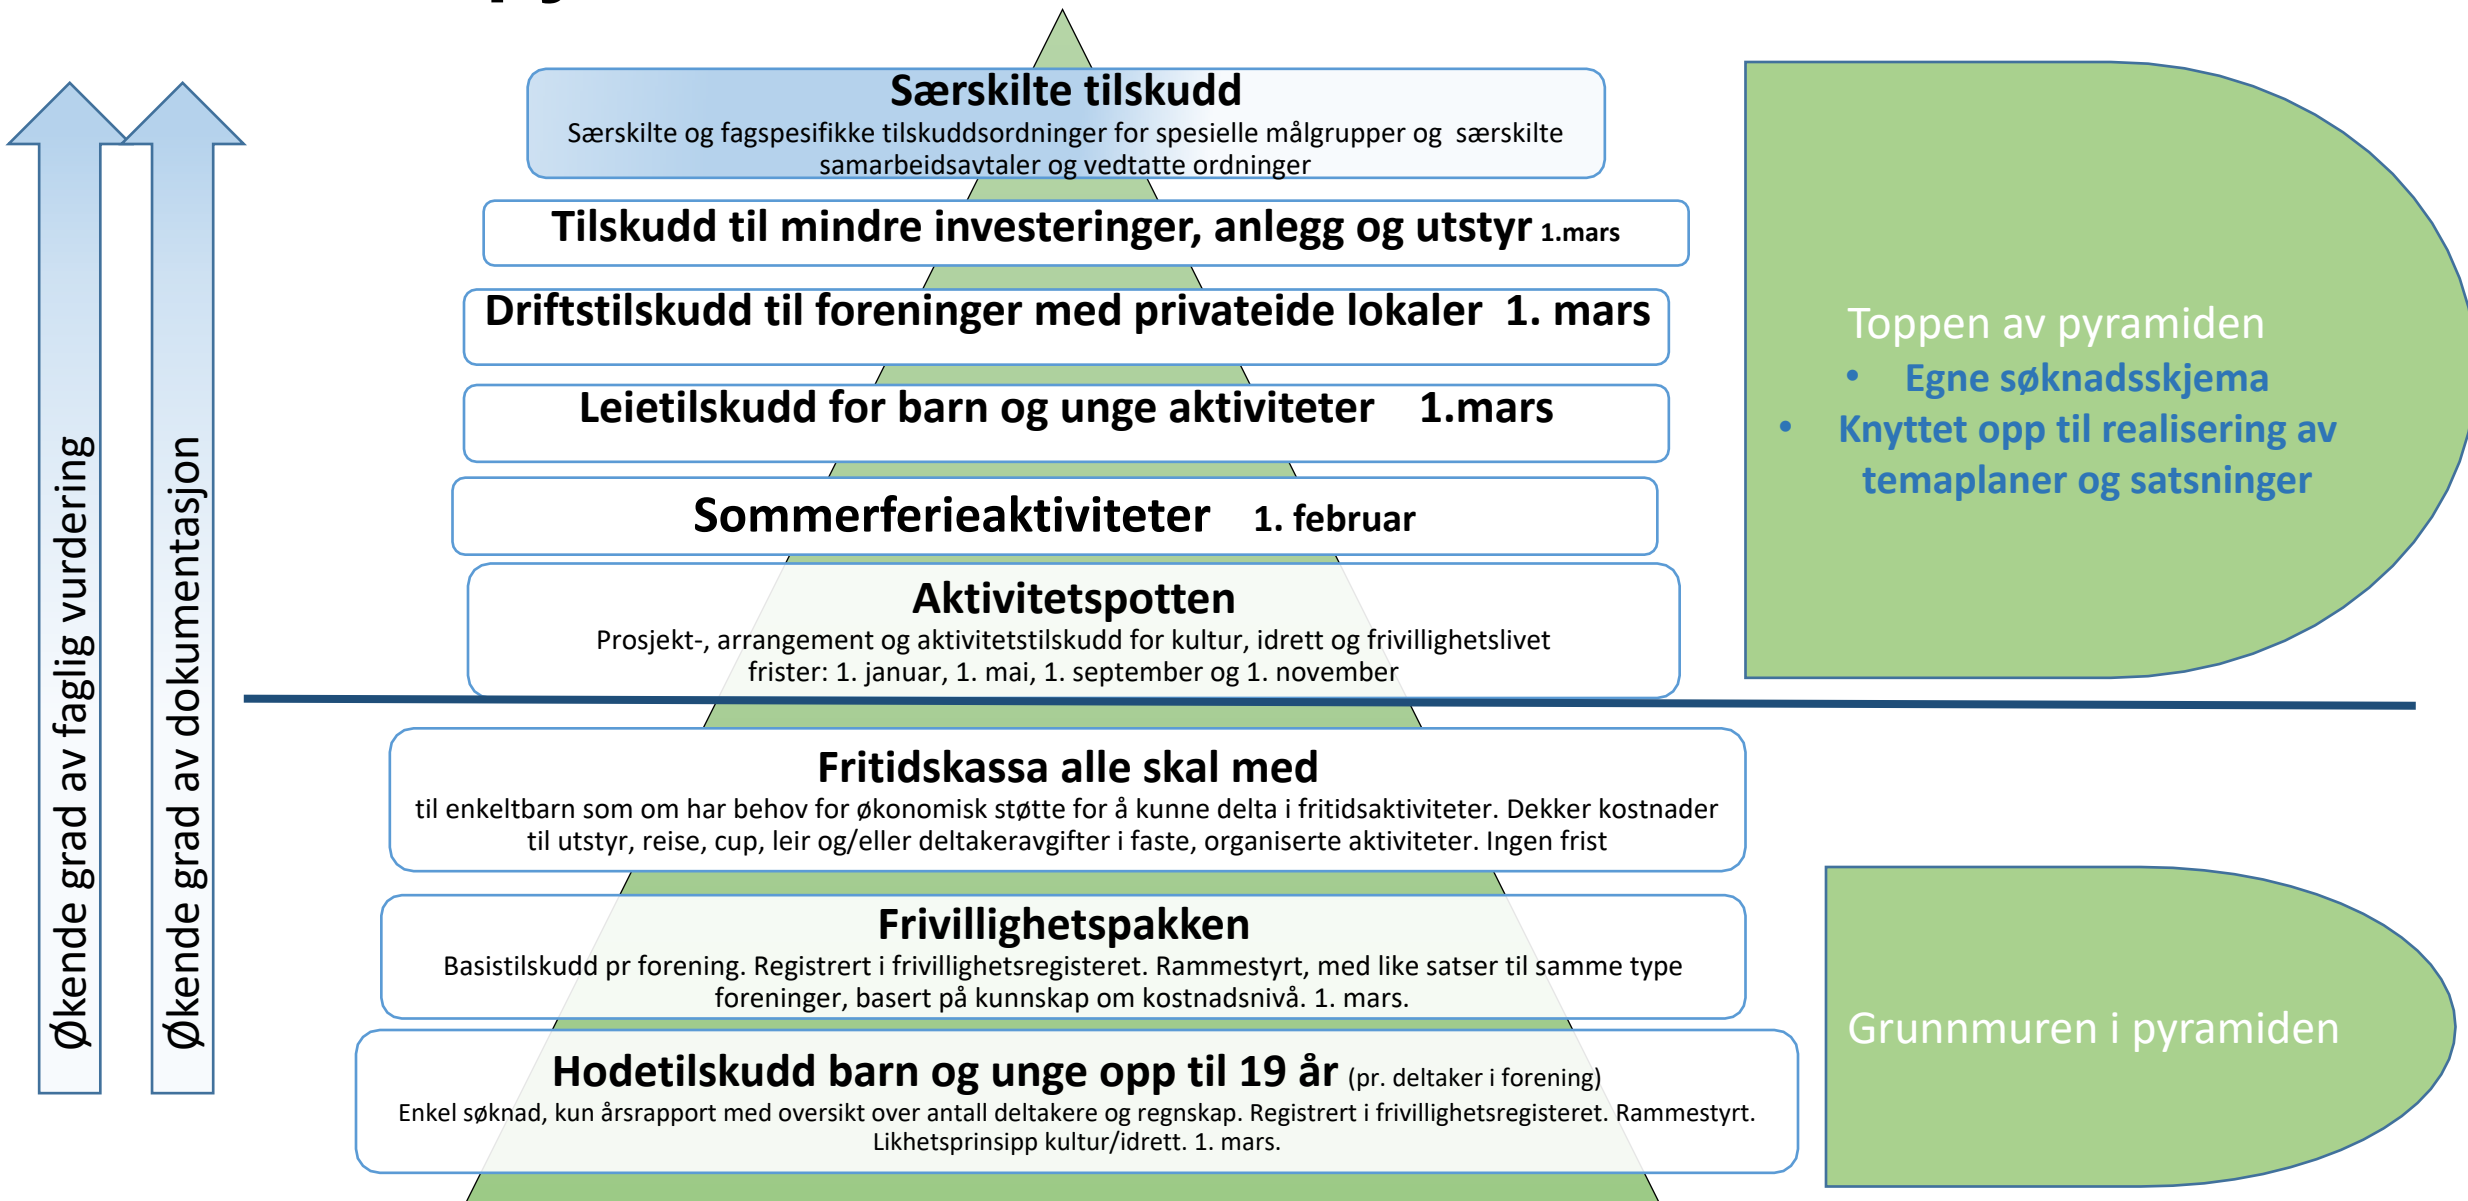 Særskilte tilskudd
Særskilte og fagspesifikke tilskuddsordninger for spesielle målgrupper og særskilte
samarbeidsavtaler og vedtatte ordninger
Tilskudd til mindre investeringer, anlegg og utstyr 1.mars
Driftstilskudd til foreninger med privateide lokaler 1. mars
Leietilskudd for barn og unge aktiviteter 1.mars
Sommerferieaktiviteter 1. februar
Aktivitetspotten
Prosjekt-, arrangement og aktivitetstilskudd for kultur, idrett og frivillighetslivet
frister: 1. januar, 1. mai, 1. september og 1. november
Fritidskassa alle skal med
til enkeltbarn som om har behov for økonomisk støtte for å kunne delta i fritidsaktiviteter. Dekker kostnader
til utstyr, reise, cup, leir og/eller deltakeravgifter i faste, organiserte aktiviteter. Ingen frist
Frivillighetspakken
Basistilskudd pr forening. Registrert i frivillighetsregisteret. Rammestyrt, med like satser til samme type
foreninger, basert på kunnskap om kostnadsnivå. 1. mars.
Hodetilskudd barn og unge opp til 19 år (pr. deltaker i forening)
Enkel søknad, kun årsrapport med oversikt over antall deltakere og regnskap. Registrert i frivillighetsregisteret. Rammestyrt.
Likhetsprinsipp kultur/idrett. 1. mars.
Økende grad av faglig vurdering
Økende grad av dokumentasjon
Toppen av pyramiden
• Egne søknadsskjema
• Knyttet opp til realisering av
temaplaner og satsninger
Grunnmuren i pyramiden